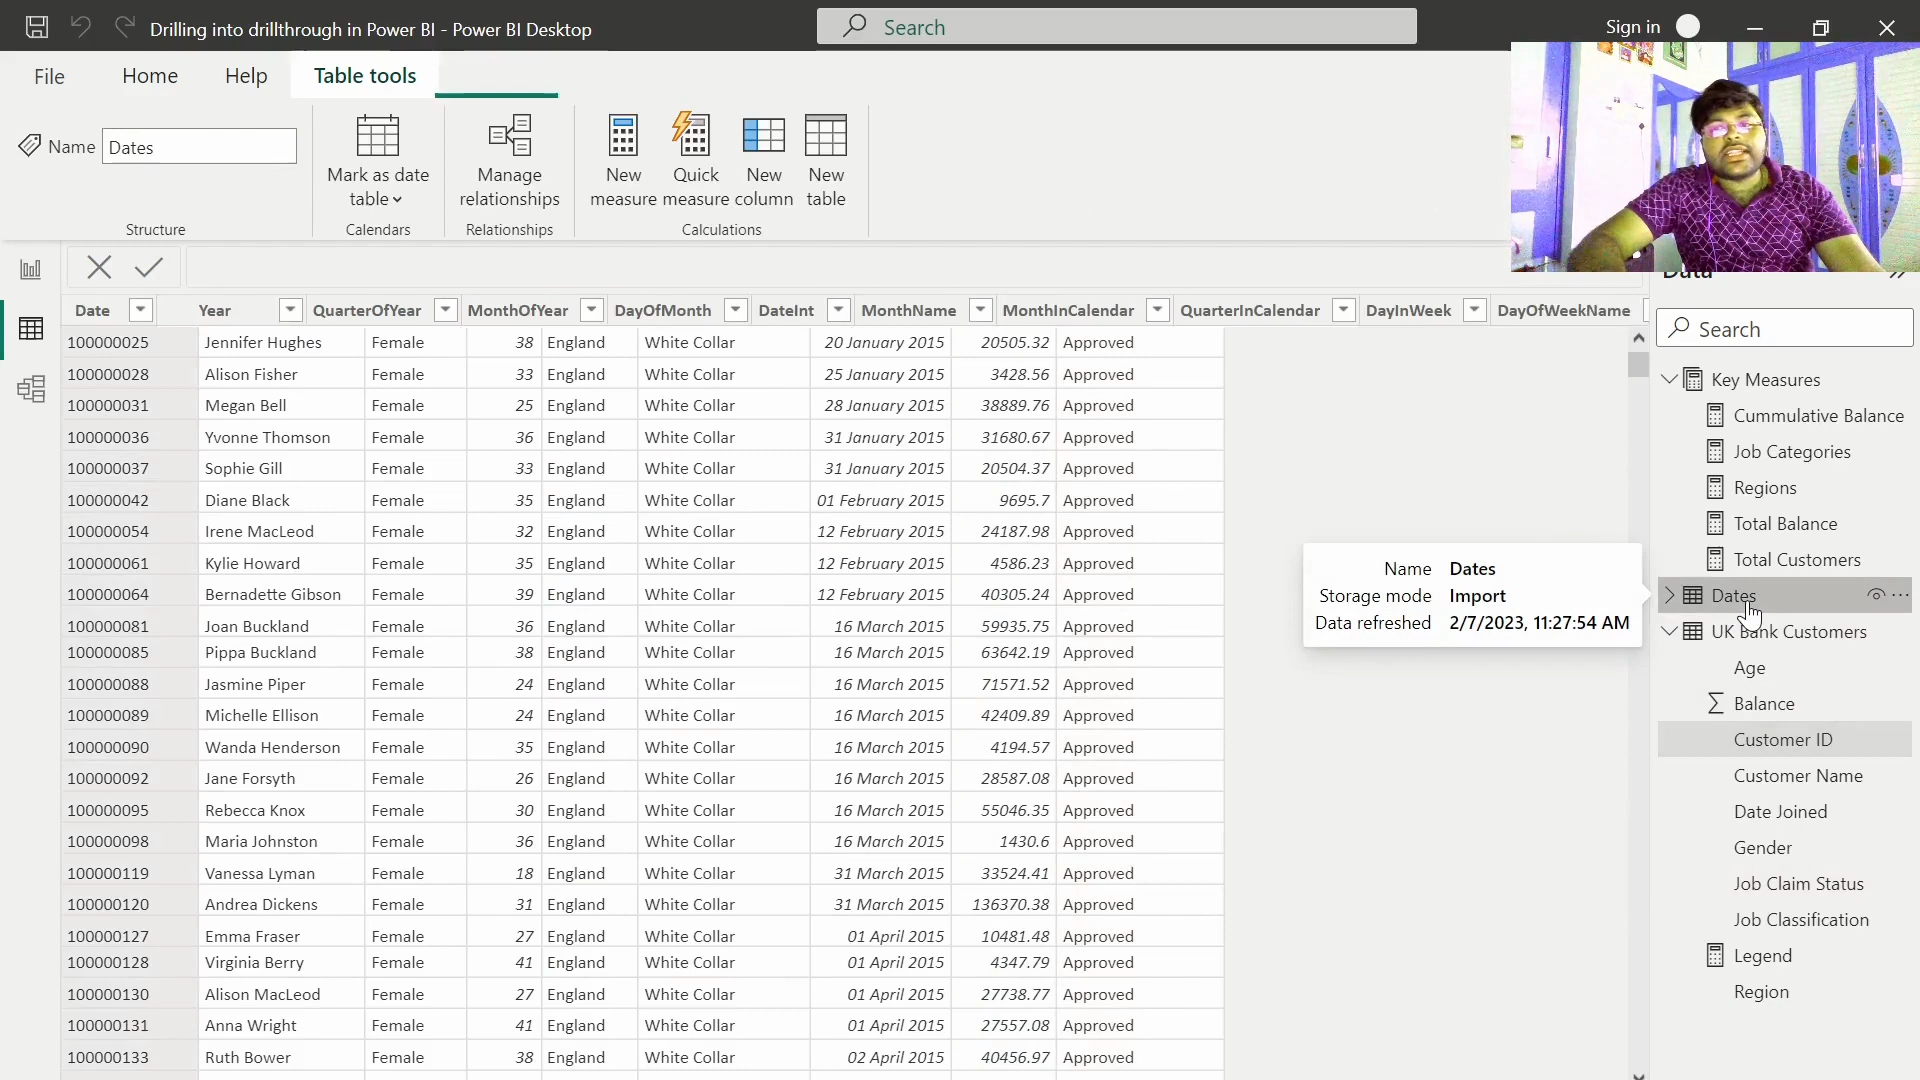 Drilling into drillthrough in Power BI - Power BI Desktop
Search
Sign in
File Home Help Table tools
Name Dates
Mark as date table
Manage relationships
New measure
Quick measure
New column
New table
Structure Calendars Relationships Calculations
Date Year QuarterOfYear MonthOfYear DayOfMonth DateInt MonthName MonthInCalendar QuarterInCalendar DayInWeek DayOfWeekName
100000025 Jennifer Hughes Female 38 England White Collar 20 January 2015 20505.32 Approved
100000028 Alison Fisher Female 33 England White Collar 25 January 2015 3428.56 Approved
100000031 Megan Bell Female 25 England White Collar 28 January 2015 38889.76 Approved
100000036 Yvonne Thomson Female 36 England White Collar 31 January 2015 31680.67 Approved
100000037 Sophie Gill Female 33 England White Collar 31 January 2015 20504.37 Approved
100000042 Diane Black Female 35 England White Collar 01 February 2015 9695.7 Approved
100000054 Irene MacLeod Female 32 England White Collar 12 February 2015 24187.98 Approved
100000061 Kylie Howard Female 35 England White Collar 12 February 2015 4586.23 Approved
100000064 Bernadette Gibson Female 39 England White Collar 12 February 2015 40305.24 Approved
100000081 Joan Buckland Female 36 England White Collar 16 March 2015 59935.75 Approved
100000085 Pippa Buckland Female 38 England White Collar 16 March 2015 63642.19 Approved
100000088 Jasmine Piper Female 24 England White Collar 16 March 2015 71571.52 Approved
100000089 Michelle Ellison Female 24 England White Collar 16 March 2015 42409.89 Approved
100000090 Wanda Henderson Female 35 England White Collar 16 March 2015 4194.57 Approved
100000092 Jane Forsyth Female 26 England White Collar 16 March 2015 28587.08 Approved
100000095 Rebecca Knox Female 30 England White Collar 16 March 2015 55046.35 Approved
100000098 Maria Johnston Female 36 England White Collar 16 March 2015 1430.6 Approved
100000119 Vanessa Lyman Female 18 England White Collar 31 March 2015 33524.41 Approved
100000120 Andrea Dickens Female 31 England White Collar 31 March 2015 136370.38 Approved
100000127 Emma Fraser Female 27 England White Collar 01 April 2015 10481.48 Approved
100000128 Virginia Berry Female 41 England White Collar 01 April 2015 4347.79 Approved
100000130 Alison MacLeod Female 27 England White Collar 01 April 2015 27738.77 Approved
100000131 Anna Wright Female 41 England White Collar 01 April 2015 27557.08 Approved
100000133 Ruth Bower Female 38 England White Collar 02 April 2015 40456.97 Approved
Name Dates
Storage mode Import
Data refreshed 2/7/2023, 11:27:54 AM
Data
Search
Key Measures
Cummulative Balance
Job Categories
Regions
Total Balance
Total Customers
Dates
UK Bank Customers
Age
Balance
Customer ID
Customer Name
Date Joined
Gender
Job Claim Status
Job Classification
Legend
Region